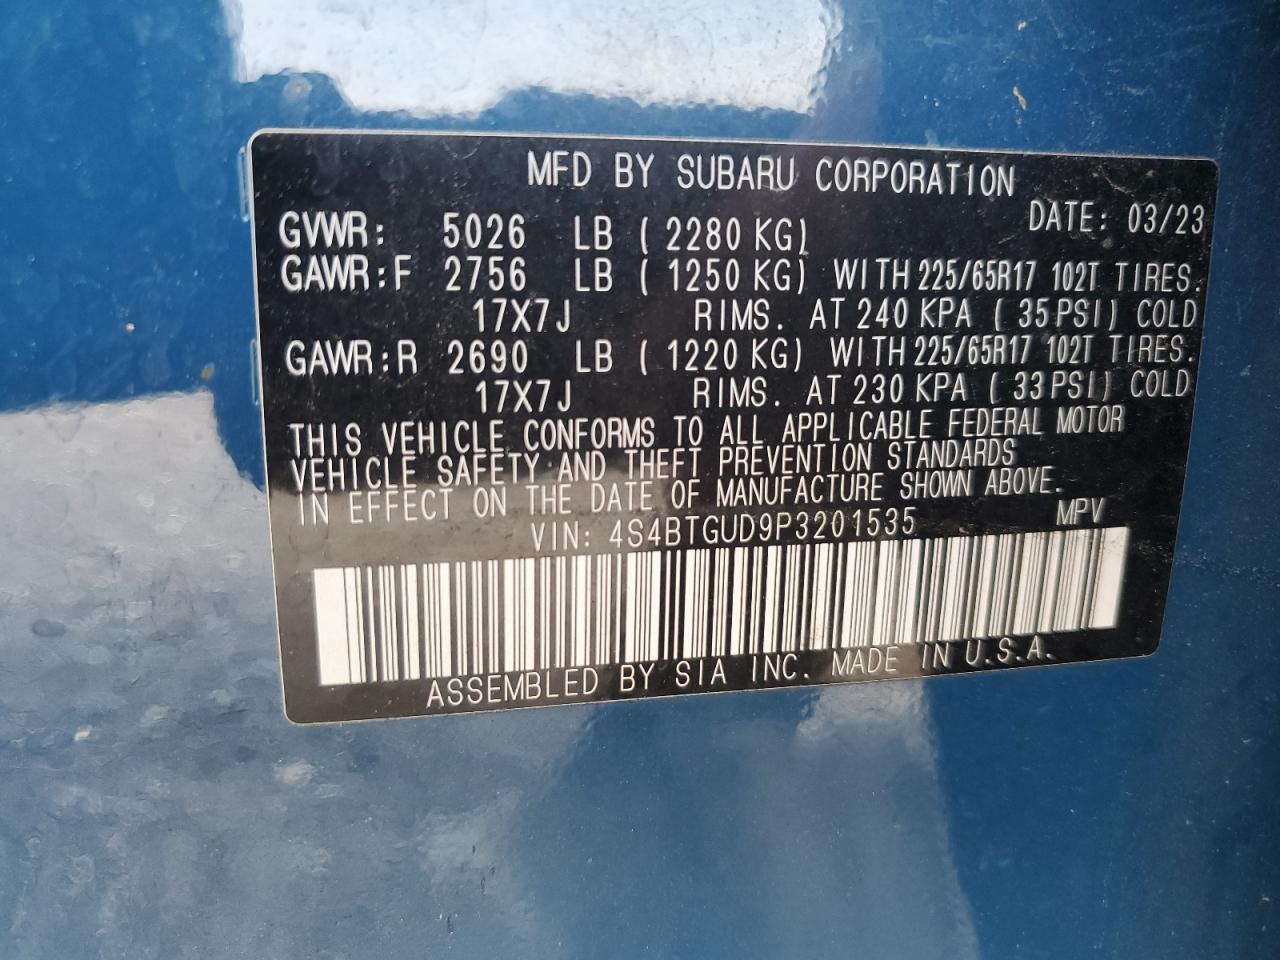 MFD BY SUBARU CORPORATION
DATE: 03/23
GVWR: 5026 LB (2280 KG)
GAWR:F 2756 LB (1250 KG) WITH 225/65R17 102T TIRES.
17X7J RIMS. AT 240 KPA (35 PSI) COLD
GAWR:R 2690 LB (1220 KG) WITH 225/65R17 102T TIRES.
17X7J RIMS. AT 230 KPA (33 PSI) COLD
THIS VEHICLE CONFORMS TO ALL APPLICABLE FEDERAL MOTOR
VEHICLE SAFETY AND THEFT PREVENTION STANDARDS
IN EFFECT ON THE DATE OF MANUFACTURE SHOWN ABOVE.
VIN: 4S4BTGUD9P3201535 MPV
ASSEMBLED BY SIA INC. MADE IN U.S.A.